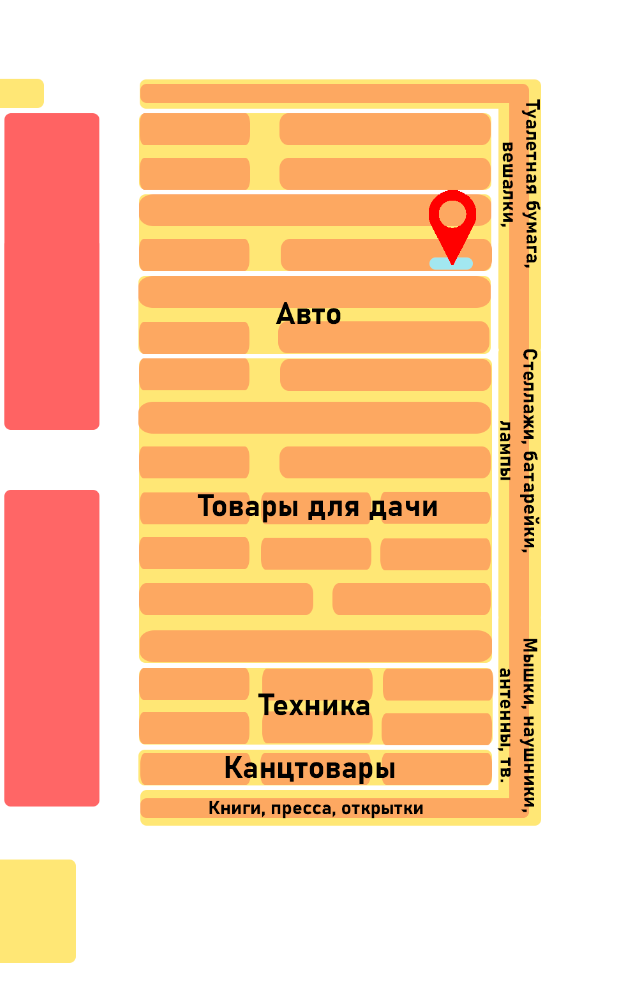 Туалетная бумага,
вешалки,
Авто
Стеллажи, батарейки,
лампы
Товары для дачи
Мышки, наушники,
антенны, тв.
Техника
Канцтовары
Книги, пресса, открытки